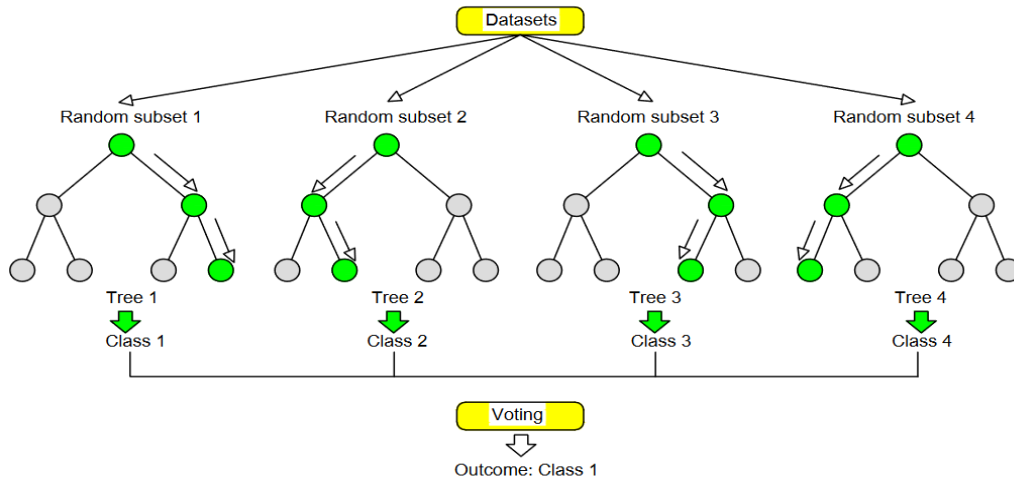 Datasets
Random subset 1
Random subset 2
Random subset 3
Random subset 4
Tree 1
Tree 2
Tree 3
Tree 4
Class 1
Class 2
Class 3
Class 4
Voting
Outcome: Class 1